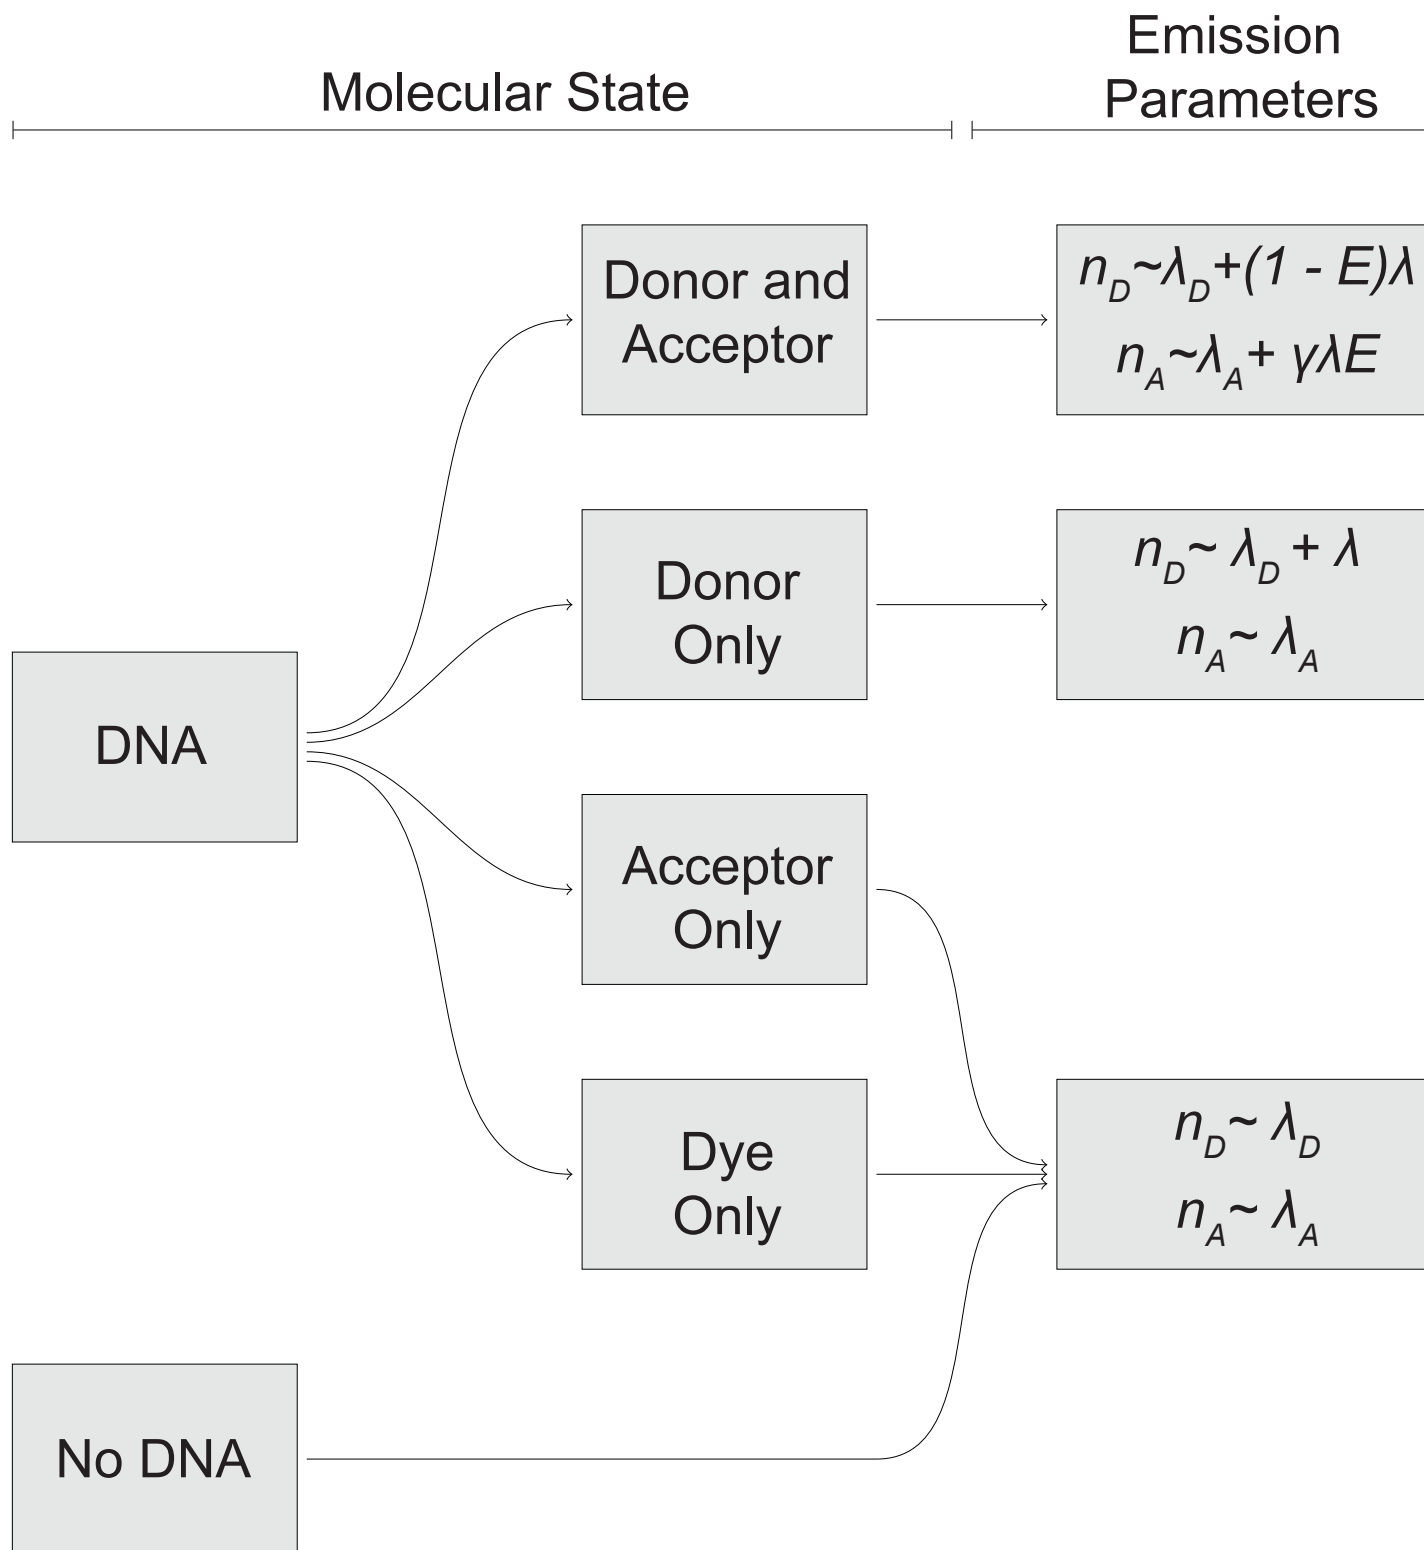 Molecular State
Emission
Parameters
Donor and
Acceptor
n_D~λ_D+(1 - E)λ
n_A~λ_A+ γλE
Donor
Only
n_D~ λ_D + λ
n_A~ λ_A
DNA
Acceptor
Only
Dye
Only
n_D~ λ_D
n_A~ λ_A
No DNA